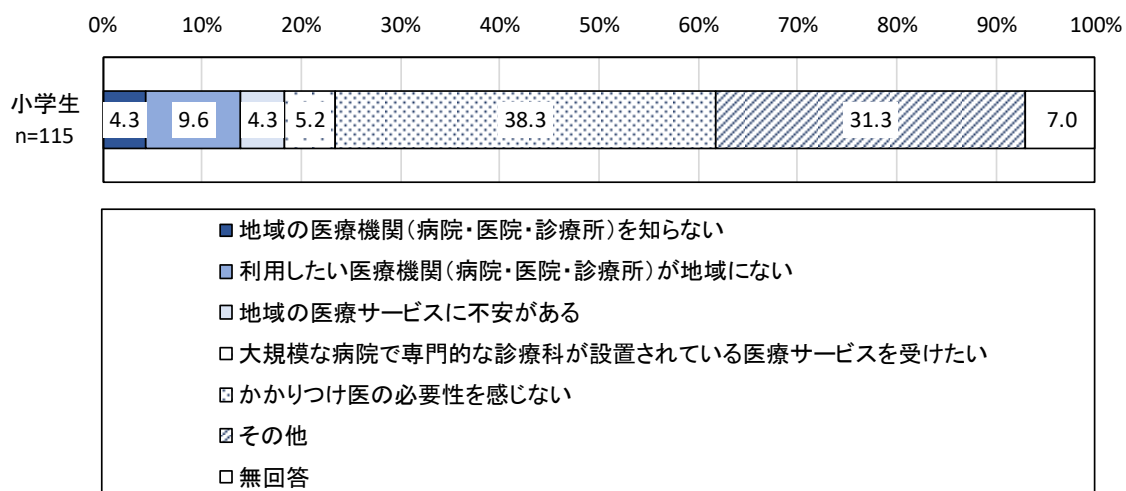 0% 10% 20% 30% 40% 50% 60% 70% 80% 90% 100%
小学生
n=115
4.3 9.6 4.3 5.2 38.3 31.3 7.0
地域の医療機関（病院・医院・診療所）を知らない
利用したい医療機関（病院・医院・診療所）が地域にない
地域の医療サービスに不安がある
大規模な病院で専門的な診療科が設置されている医療サービスを受けたい
かかりつけ医の必要性を感じない
その他
無回答